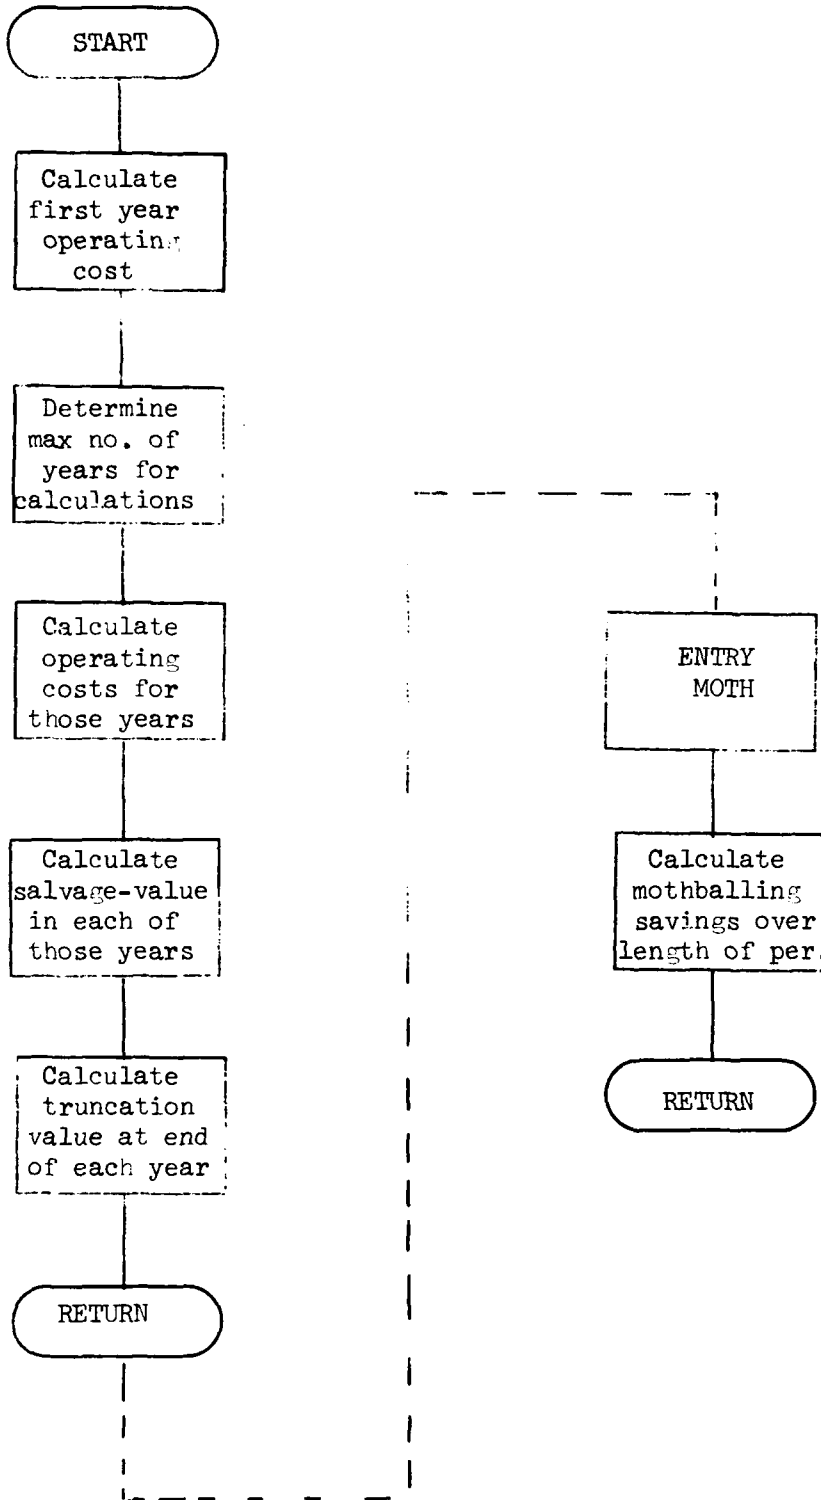 START
Calculate
first year
operating
cost
Determine
max no. of
years for
calculations
Calculate
operating
costs for
those years
Calculate
salvage-value
in each of
those years
Calculate
truncation
value at end
of each year
RETURN
ENTRY
MOTH
Calculate
mothballing
savings over
length of per.
RETURN